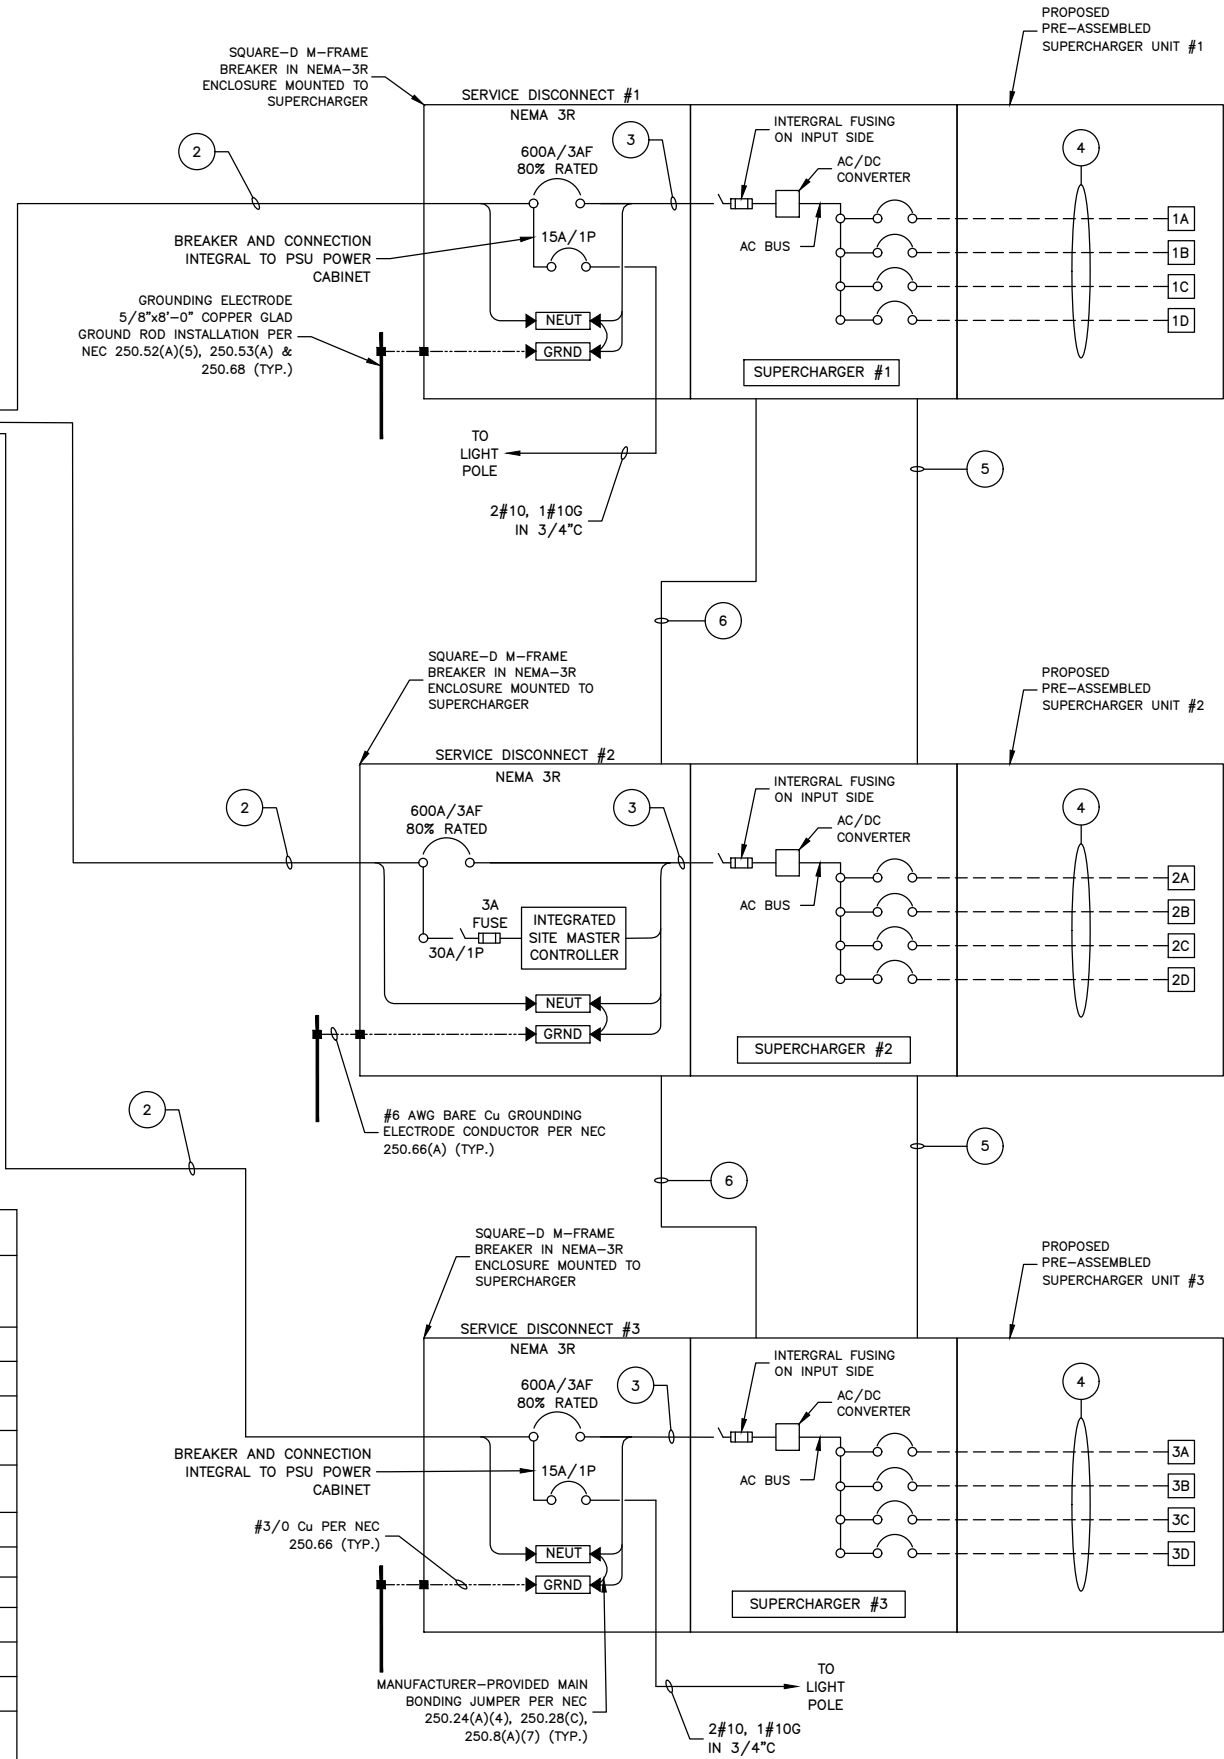 PROPOSED
PRE-ASSEMBLED
SUPERCHARGER UNIT #1
SQUARE-D M-FRAME
BREAKER IN NEMA-3R
ENCLOSURE MOUNTED TO
SUPERCHARGER
SERVICE DISCONNECT #1
NEMA 3R
2
600A/3AF
80% RATED
3
INTERGRAL FUSING
ON INPUT SIDE
AC/DC
CONVERTER
4
BREAKER AND CONNECTION
INTEGRAL TO PSU POWER
CABINET
15A/1P
AC BUS
1A
1B
1C
1D
GROUNDING ELECTRODE
5/8"x8'-0" COPPER GLAD
GROUND ROD INSTALLATION PER
NEC 250.52(A)(5), 250.53(A) &
250.68 (TYP.)
NEUT
GRND
SUPERCHARGER #1
TO
LIGHT
POLE
2#10, 1#10G
IN 3/4"C
5
6
SQUARE-D M-FRAME
BREAKER IN NEMA-3R
ENCLOSURE MOUNTED TO
SUPERCHARGER
PROPOSED
PRE-ASSEMBLED
SUPERCHARGER UNIT #2
SERVICE DISCONNECT #2
NEMA 3R
2
600A/3AF
80% RATED
3
INTERGRAL FUSING
ON INPUT SIDE
AC/DC
CONVERTER
4
AC BUS
3A
FUSE
30A/1P
INTEGRATED
SITE MASTER
CONTROLLER
2A
2B
2C
2D
NEUT
GRND
SUPERCHARGER #2
2
#6 AWG BARE Cu GROUNDING
ELECTRODE CONDUCTOR PER NEC
250.66(A) (TYP.)
5
6
SQUARE-D M-FRAME
BREAKER IN NEMA-3R
ENCLOSURE MOUNTED TO
SUPERCHARGER
PROPOSED
PRE-ASSEMBLED
SUPERCHARGER UNIT #3
SERVICE DISCONNECT #3
NEMA 3R
600A/3AF
80% RATED
3
INTERGRAL FUSING
ON INPUT SIDE
AC/DC
CONVERTER
4
BREAKER AND CONNECTION
INTEGRAL TO PSU POWER
CABINET
15A/1P
AC BUS
3A
3B
3C
3D
#3/0 Cu PER NEC
250.66 (TYP.)
NEUT
GRND
SUPERCHARGER #3
MANUFACTURER-PROVIDED MAIN
BONDING JUMPER PER NEC
250.24(A)(4), 250.28(C),
250.8(A)(7) (TYP.)
TO
LIGHT
POLE
2#10, 1#10G
IN 3/4"C